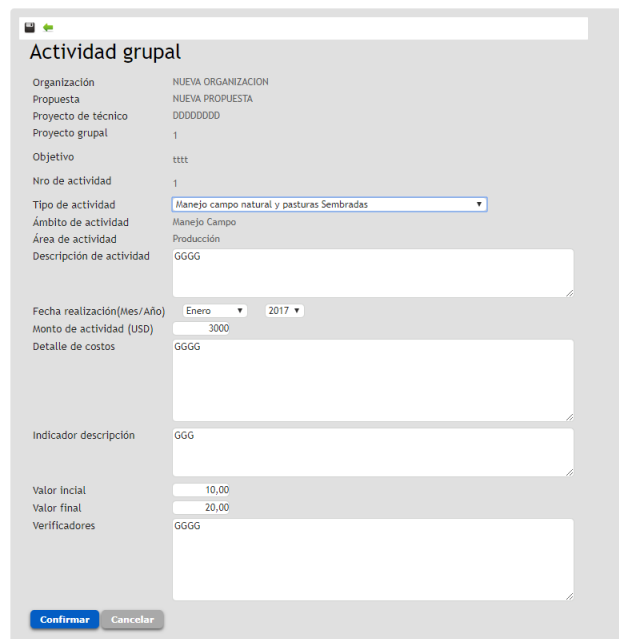 Actividad grupal
Organización NUEVA ORGANIZACION
Propuesta NUEVA PROPUESTA
Proyecto de técnico DDDDDDDD
Proyecto grupal 1
Objetivo tttt
Nro de actividad 1
Tipo de actividad Manejo campo natural y pasturas Sembradas
Ámbito de actividad Manejo Campo
Área de actividad Producción
Descripción de actividad GGGG
Fecha realización(Mes/Año) Enero 2017
Monto de actividad (USD) 3000
Detalle de costos GGGG
Indicador descripción GGG
Valor incial 10,00
Valor final 20,00
Verificadores GGGG
Confirmar Cancelar